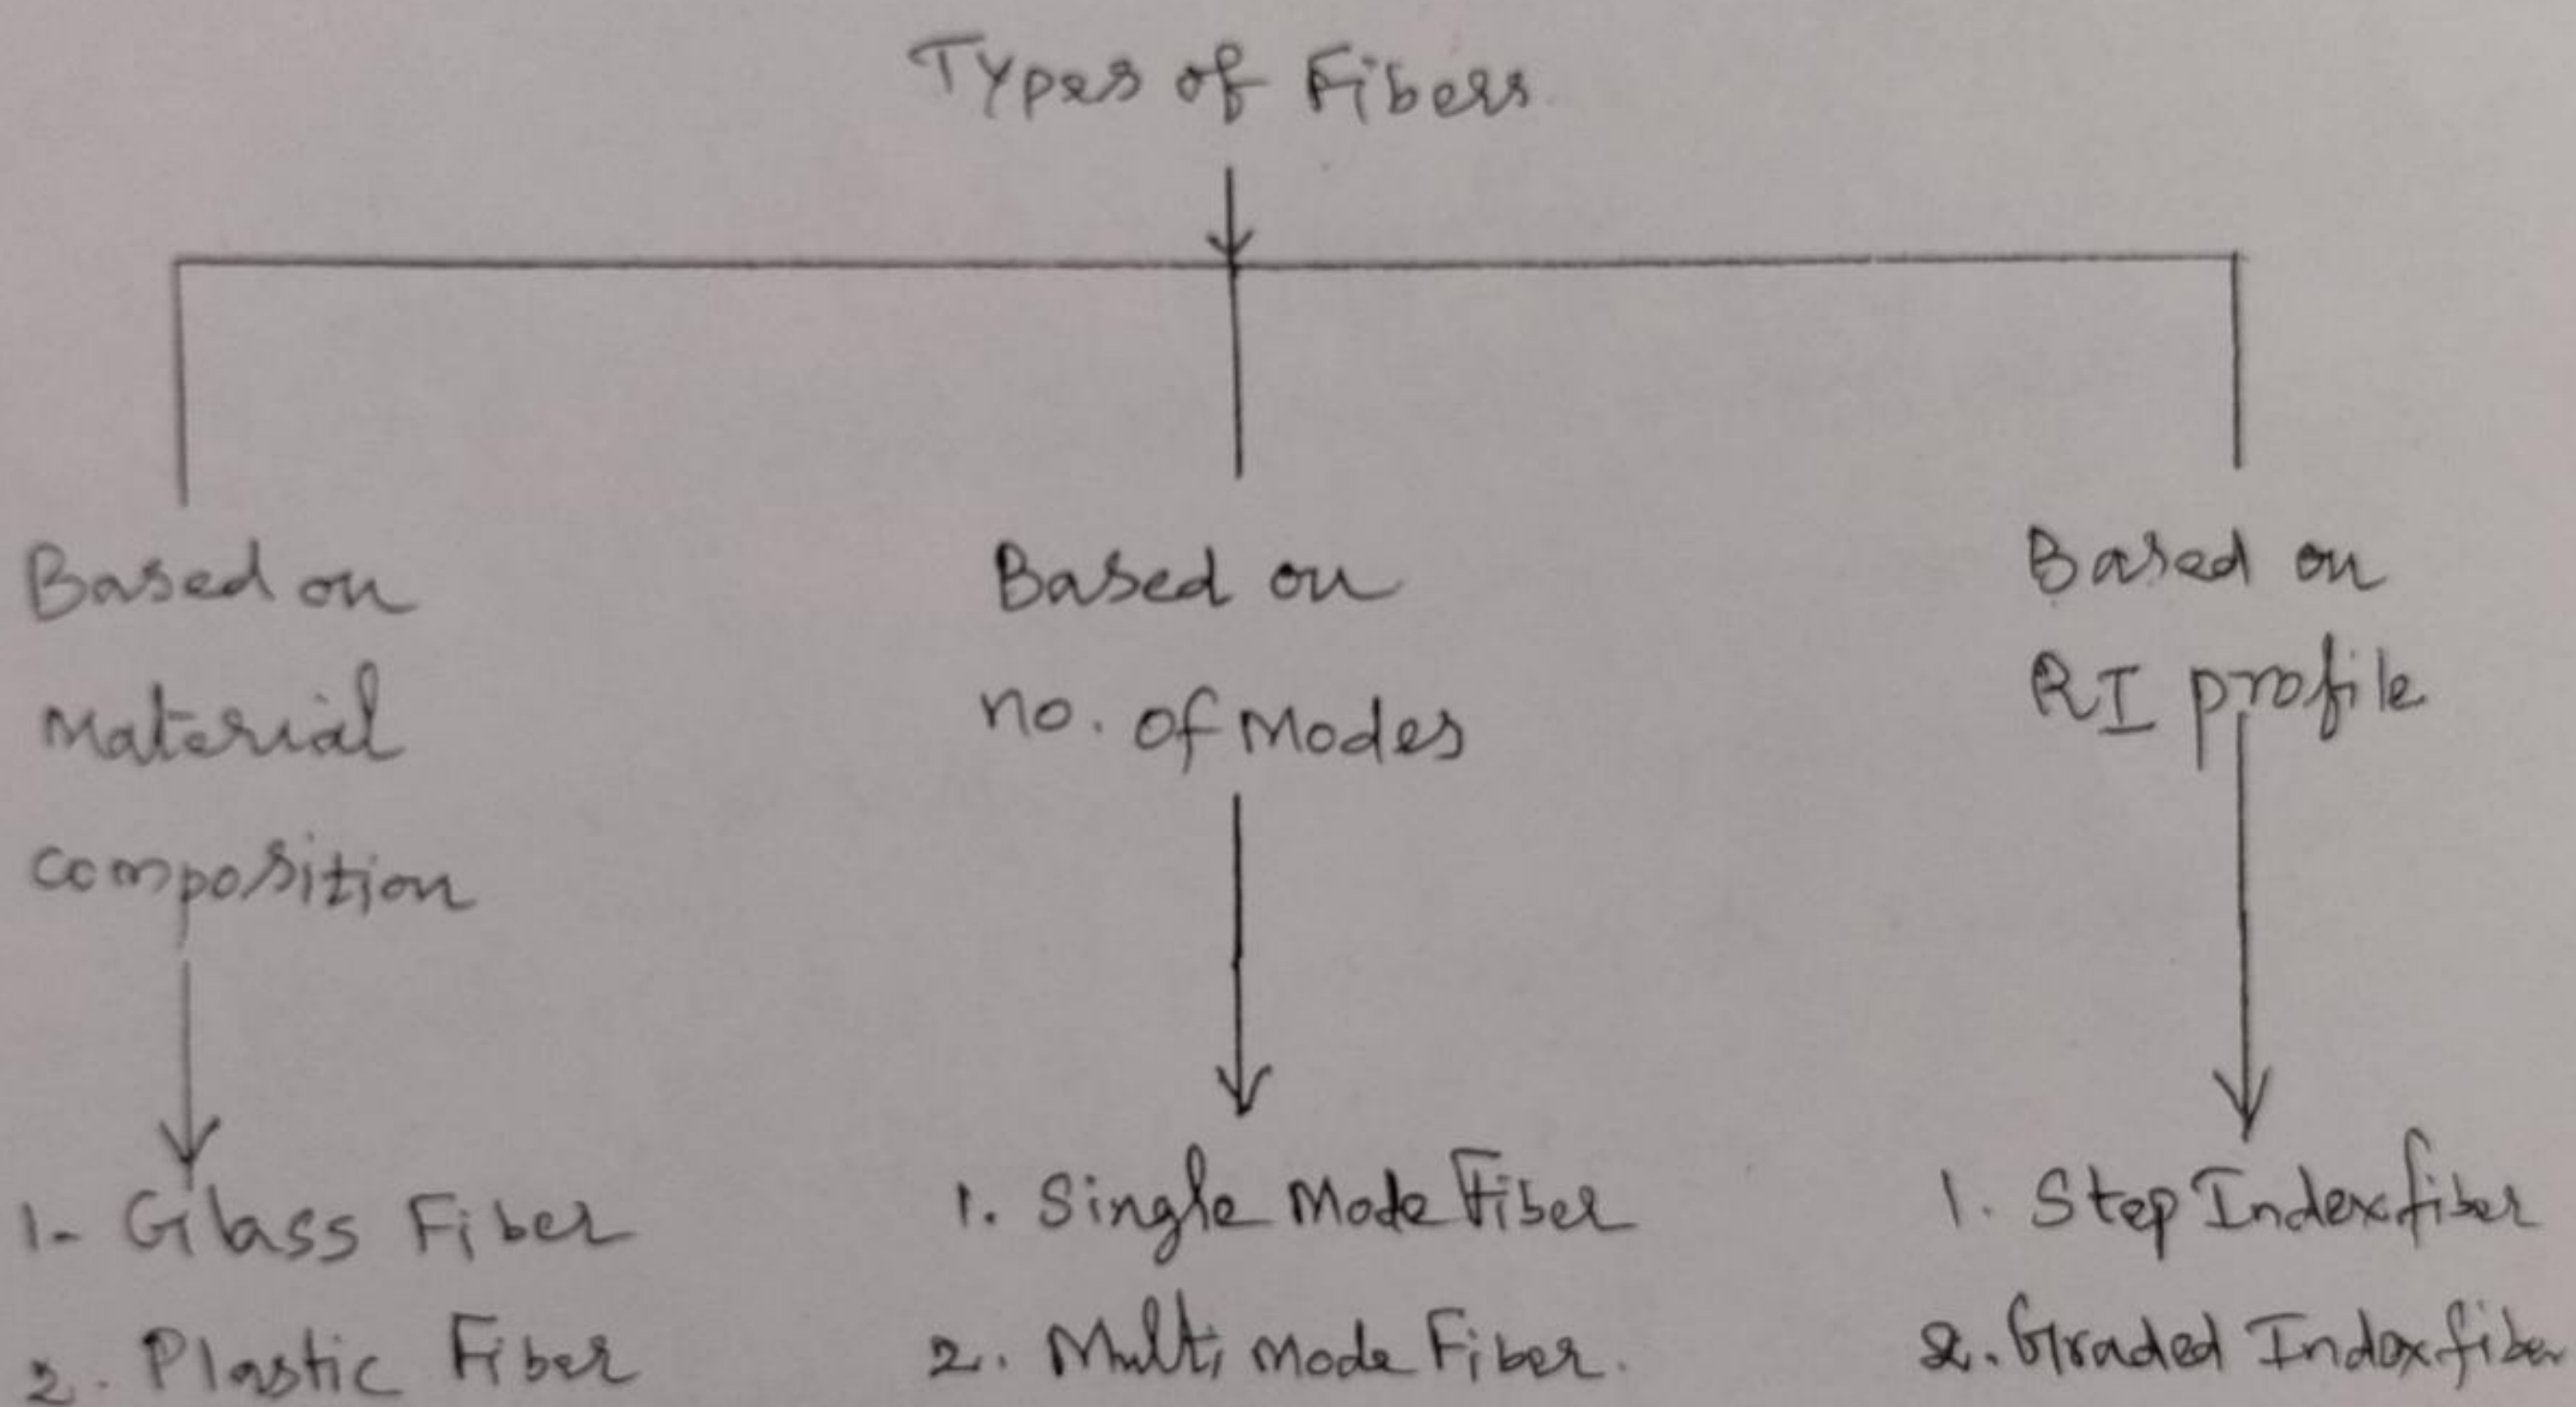 Types of Fibers
Based on
Material
composition
1- Glass Fiber
2. Plastic Fiber
Based on
no. of Modes
1. Single Mode Fiber
2. Multi Mode Fiber.
Based on
RI profile
1. Step Index fiber
2. Graded Index fiber